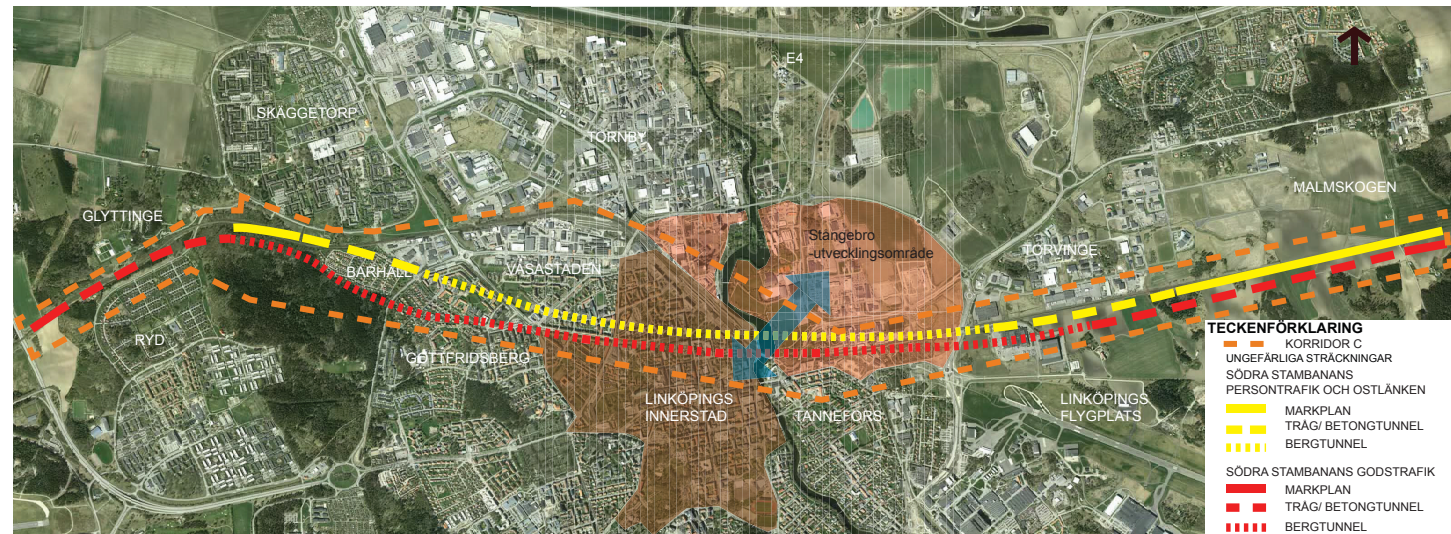 E4
SKÄGGETORP
TORNBY
MALMSKOGEN
GLYTTINGE
Stångebro
-utvecklingsområde
TORVINGE
BARHÄLL
VASASTADEN
RYD
GOTTFRIDSBERG
LINKÖPINGS
INNERSTAD
TANNEFORS
LINKÖPINGS
FLYGPLATS
TECKENFÖRKLARING
KORRIDOR C
UNGEFÄRLIGA STRÄCKNINGAR
SÖDRA STAMBANANS
PERSONTRAFIK OCH OSTLÄNKEN
MARKPLAN
TRÅG/ BETONGTUNNEL
BERGTUNNEL
SÖDRA STAMBANANS GODSTRAFIK
MARKPLAN
TRÅG/ BETONGTUNNEL
BERGTUNNEL